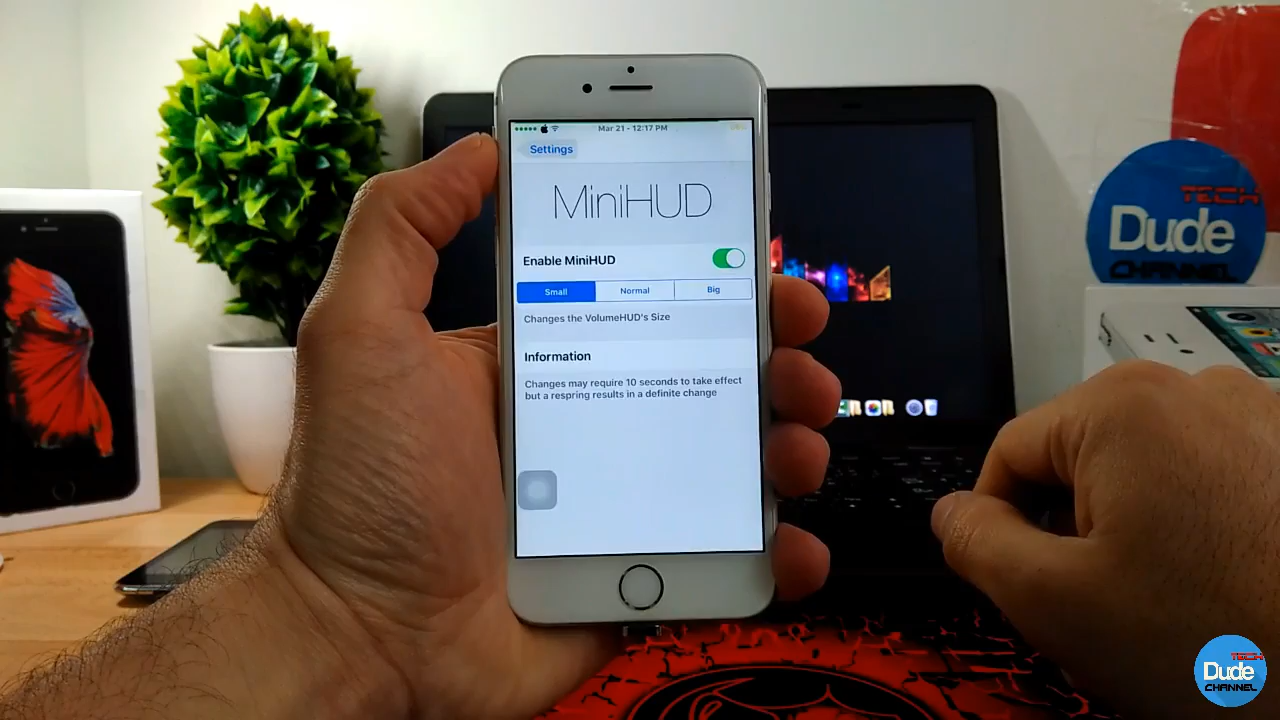 Mar 21 - 12:17 PM
Settings
MiniHUD
Enable MiniHUD
Small
Normal
Big
Changes the VolumeHUD's Size
Information
Changes may require 10 seconds to take effect
but a respring results in a definite change
TECH
Dude
CHANNEL
TECH
Dude
CHANNEL